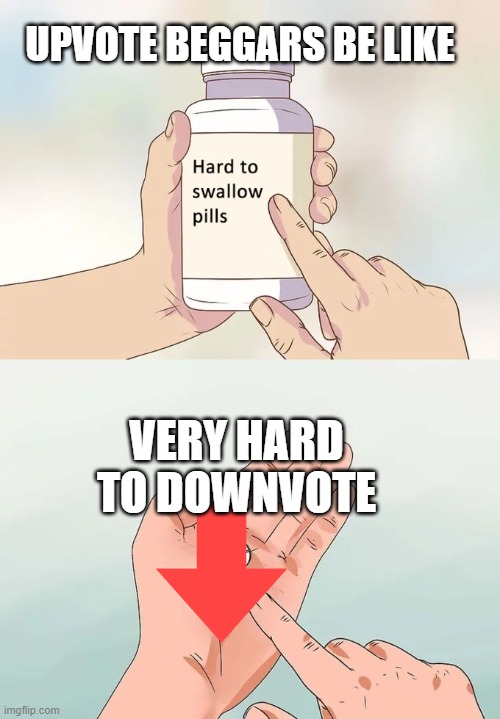 UPVOTE BEGGARS BE LIKE
Hard to
swallow
pills
VERY HARD
TO DOWNVOTE
imgflip.com